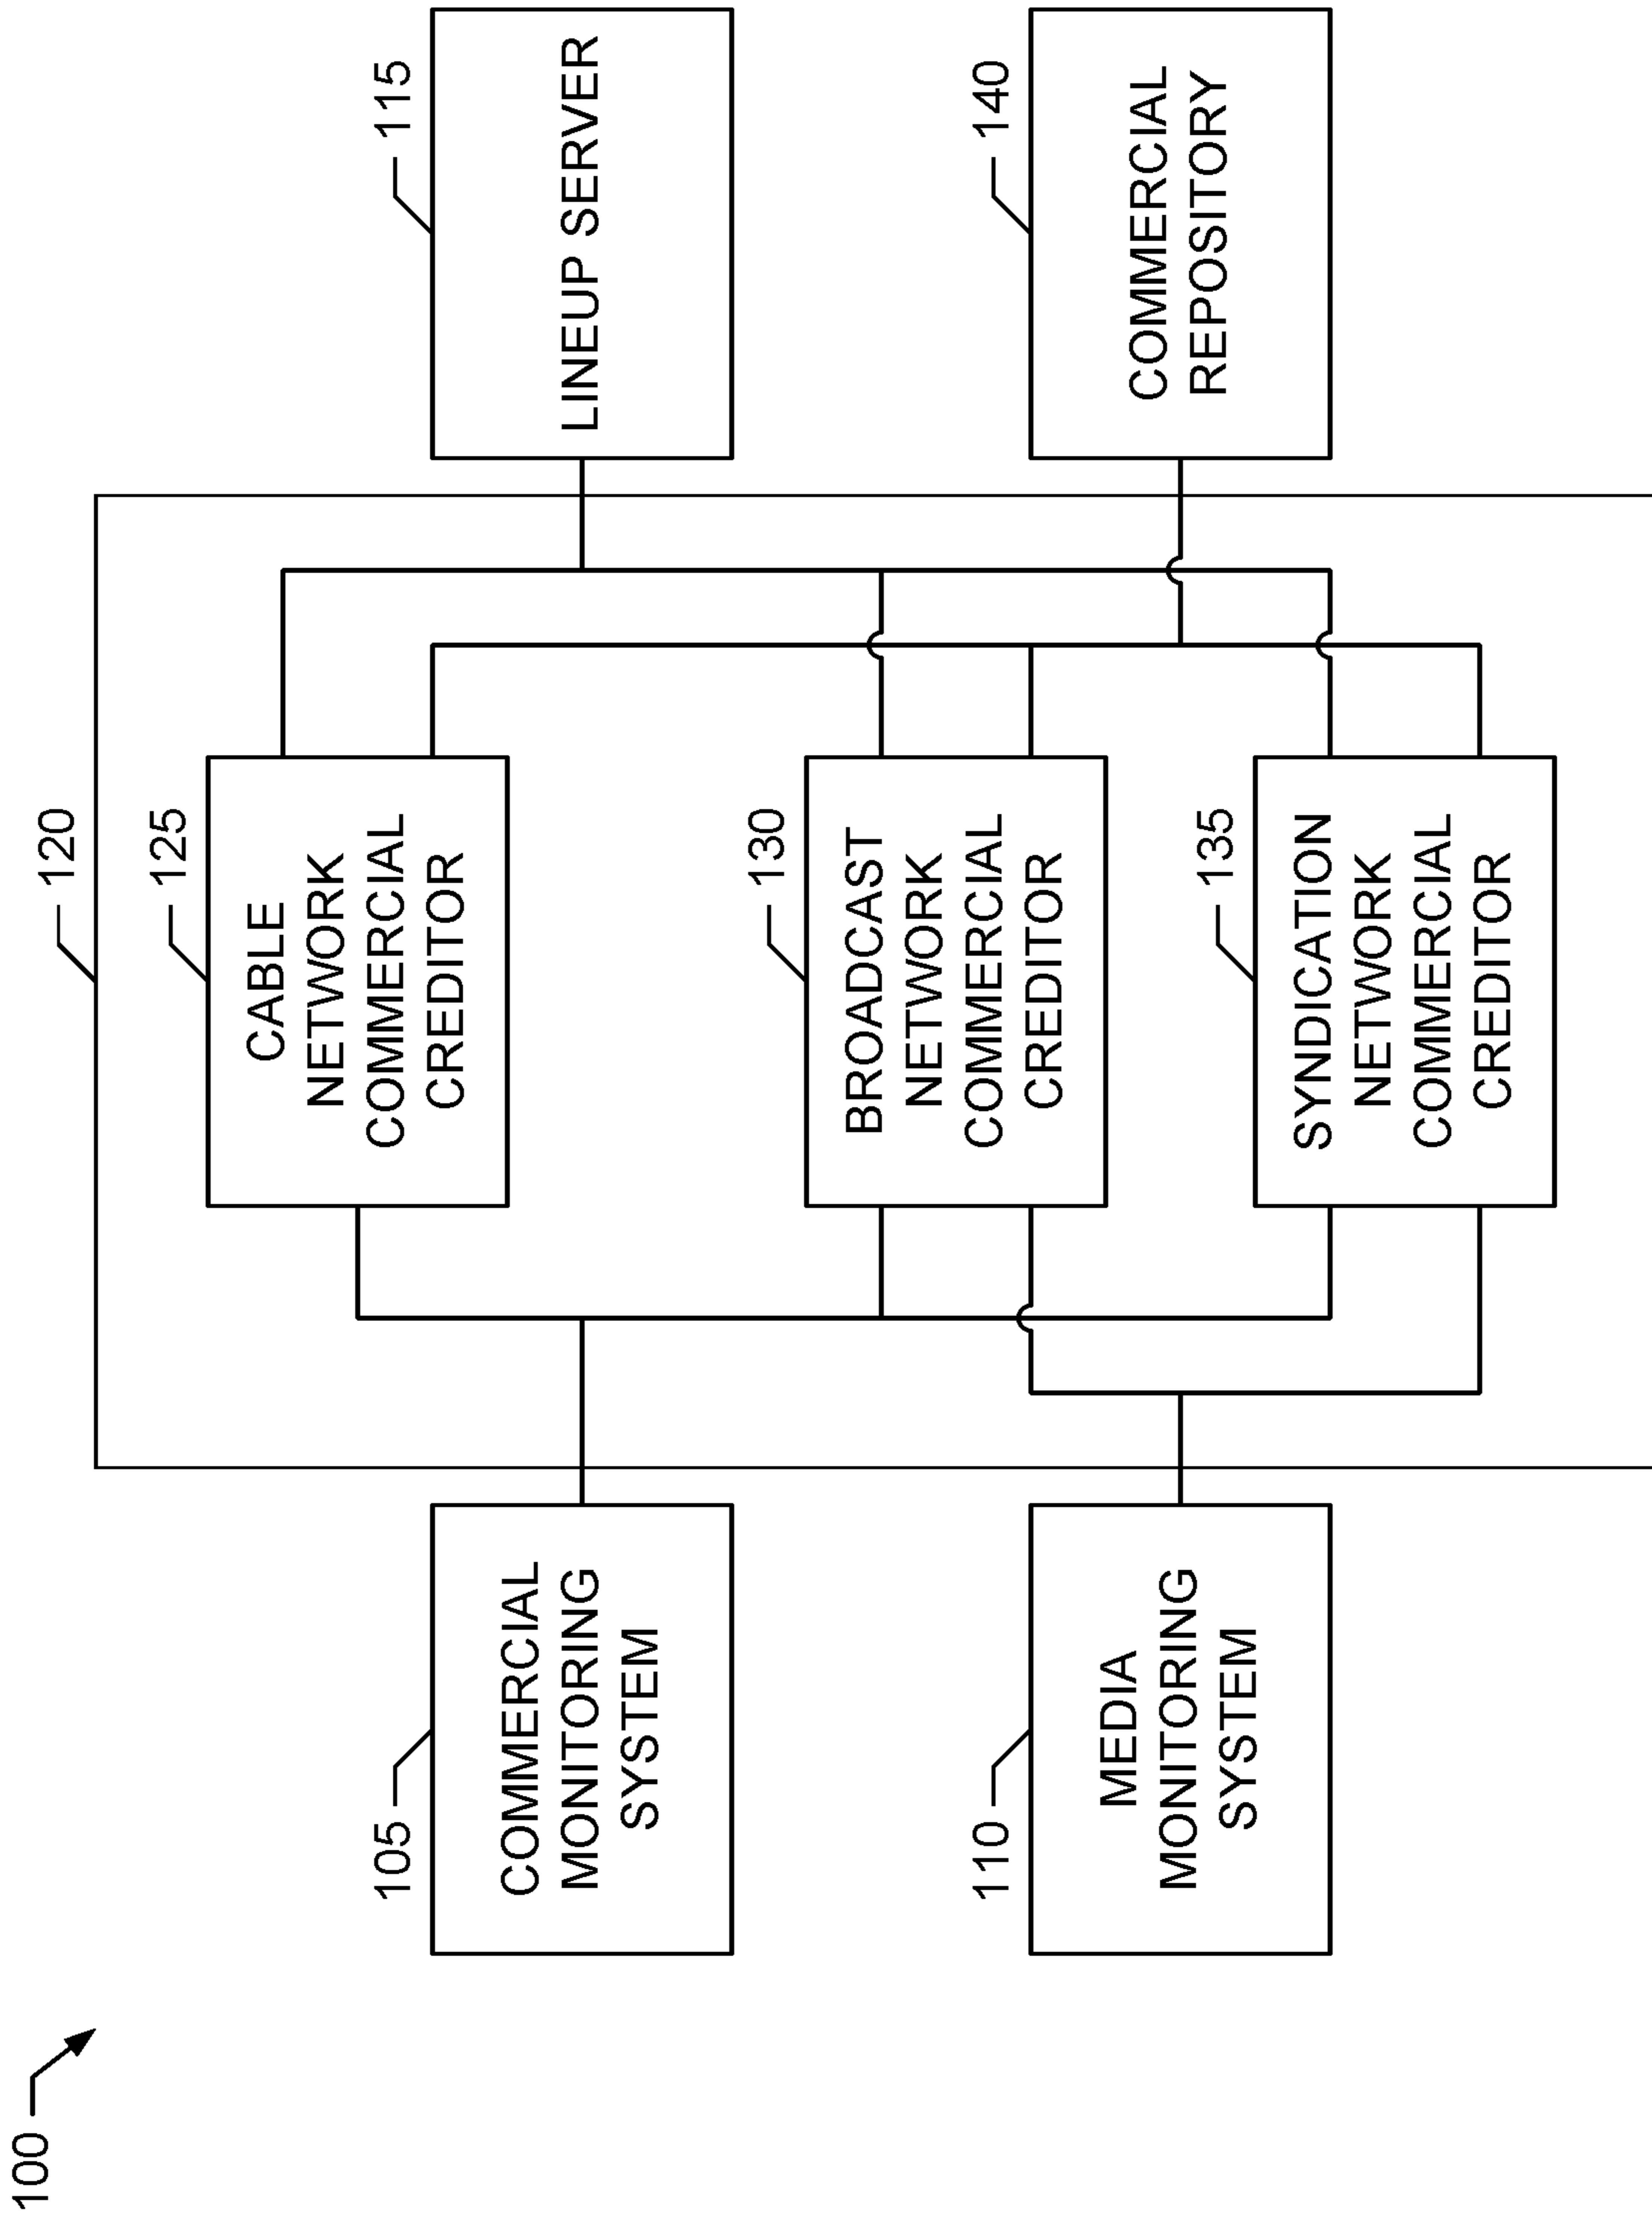 100
120
125
CABLE
NETWORK
COMMERCIAL
CREDITOR
105
COMMERCIAL
MONITORING
SYSTEM
115
LINEUP SERVER
130
BROADCAST
NETWORK
COMMERCIAL
CREDITOR
110
MEDIA
MONITORING
SYSTEM
140
COMMERCIAL
REPOSITORY
135
SYNDICATION
NETWORK
COMMERCIAL
CREDITOR